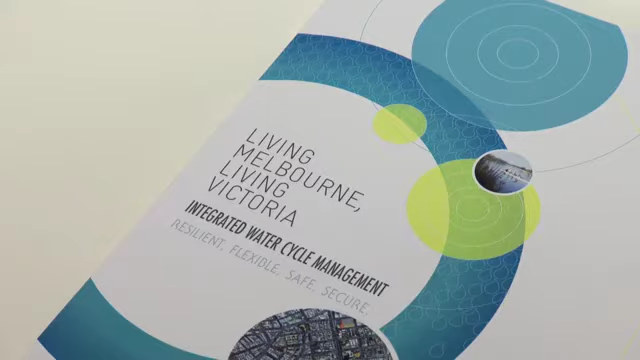 LIVING
MELBOURNE,
LIVING
VICTORIA
INTEGRATED WATER CYCLE MANAGEMENT
RESILIENT. FLEXIBLE. SAFE. SECURE.